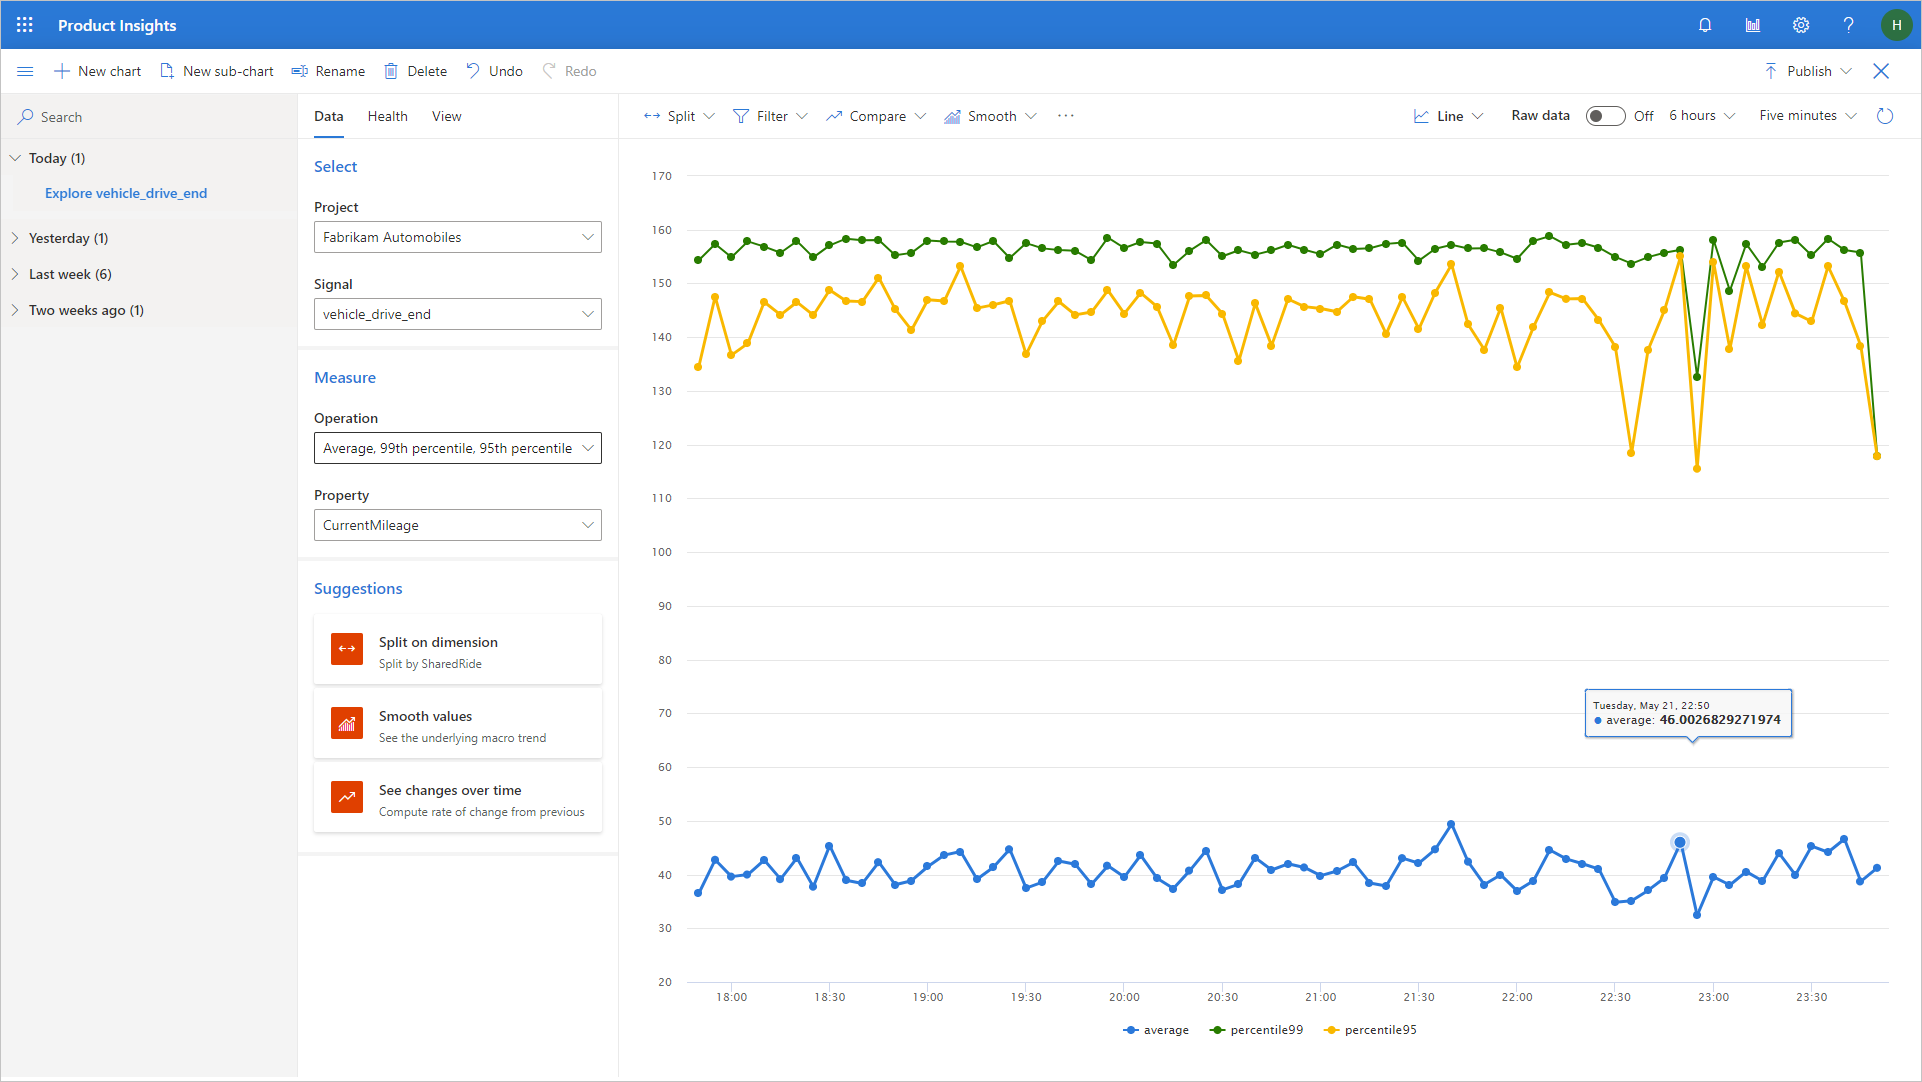 Product Insights
H
New chart
New sub-chart
Rename
Delete
Undo
Redo
Publish
Search
Today (1)
Explore vehicle_drive_end
Yesterday (1)
Last week (6)
Two weeks ago (1)
Data
Health
View
Select
Project
Fabrikam Automobiles
Signal
vehicle_drive_end
Measure
Operation
Average, 99th percentile, 95th percentile
Property
CurrentMileage
Suggestions
Split on dimension
Split by SharedRide
Smooth values
See the underlying macro trend
See changes over time
Compute rate of change from previous
Split
Filter
Compare
Smooth
Line
Raw data
Off
6 hours
Five minutes
170
160
150
140
130
120
110
100
90
80
70
60
50
40
30
20
Tuesday, May 21, 22:50
average: 46.0026829271974
18:00
18:30
19:00
19:30
20:00
20:30
21:00
21:30
22:00
22:30
23:00
23:30
average
percentile99
percentile95